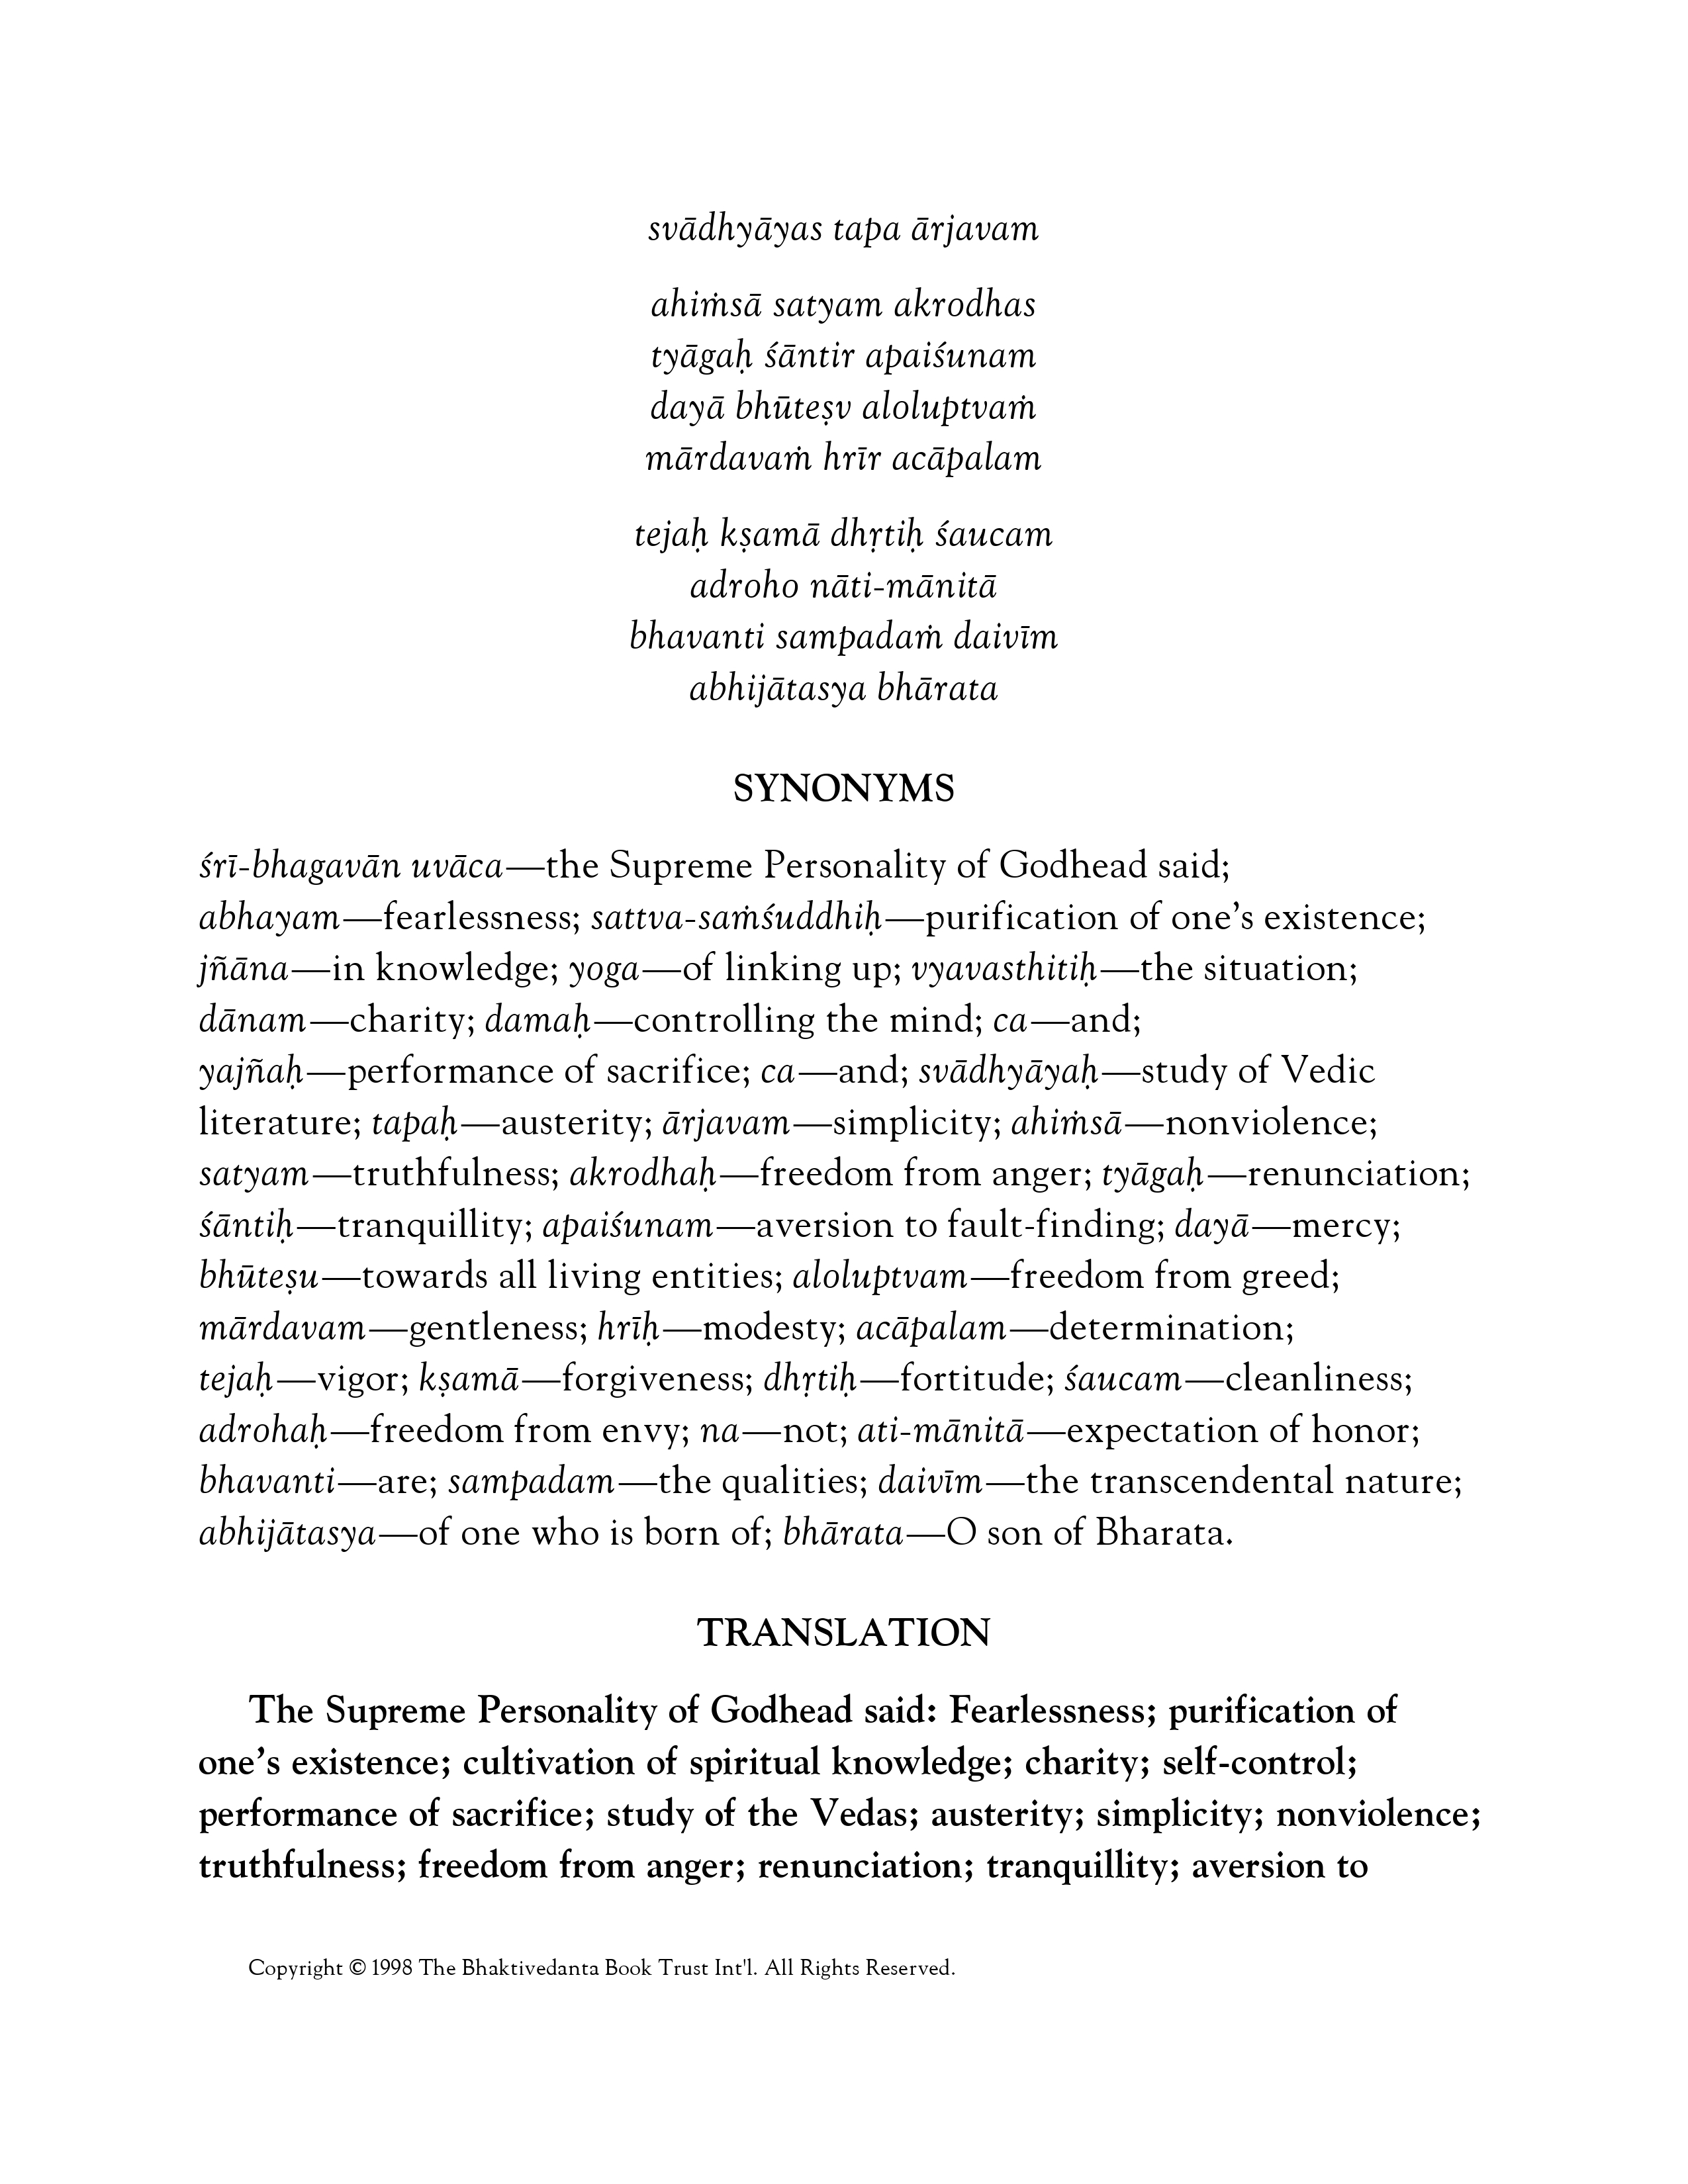 svādhyāyas tapa ārjavam
ahiṁsā satyam akrodhas
tyāgaḥ śāntir apaiśunam
dayā bhūteṣv aloluptvaṁ
mārdavaṁ hrīr acāpalam
tejaḥ kṣamā dhṛtiḥ śaucam
adroho nāti-mānitā
bhavanti sampadaṁ daivīm
abhijātasya bhārata
SYNONYMS
śrī-bhagavān uvāca—the Supreme Personality of Godhead said;
abhayam—fearlessness; sattva-saṁśuddhiḥ—purification of one’s existence;
jñāna—in knowledge; yoga—of linking up; vyavasthitiḥ—the situation;
dānam—charity; damaḥ—controlling the mind; ca—and;
yajñaḥ—performance of sacrifice; ca—and; svādhyāyaḥ—study of Vedic
literature; tapaḥ—austerity; ārjavam—simplicity; ahiṁsā—nonviolence;
satyam—truthfulness; akrodhaḥ—freedom from anger; tyāgaḥ—renunciation;
śāntiḥ—tranquillity; apaiśunam—aversion to fault-finding; dayā—mercy;
bhūteṣu—towards all living entities; aloluptvam—freedom from greed;
mārdavam—gentleness; hrīḥ—modesty; acāpalam—determination;
tejaḥ—vigor; kṣamā—forgiveness; dhṛtiḥ—fortitude; śaucam—cleanliness;
adrohaḥ—freedom from envy; na—not; ati-mānitā—expectation of honor;
bhavanti—are; sampadam—the qualities; daivīm—the transcendental nature;
abhijātasya—of one who is born of; bhārata—O son of Bharata.
TRANSLATION
The Supreme Personality of Godhead said: Fearlessness; purification of
one’s existence; cultivation of spiritual knowledge; charity; self-control;
performance of sacrifice; study of the Vedas; austerity; simplicity; nonviolence;
truthfulness; freedom from anger; renunciation; tranquillity; aversion to
Copyright © 1998 The Bhaktivedanta Book Trust Int'l. All Rights Reserved.